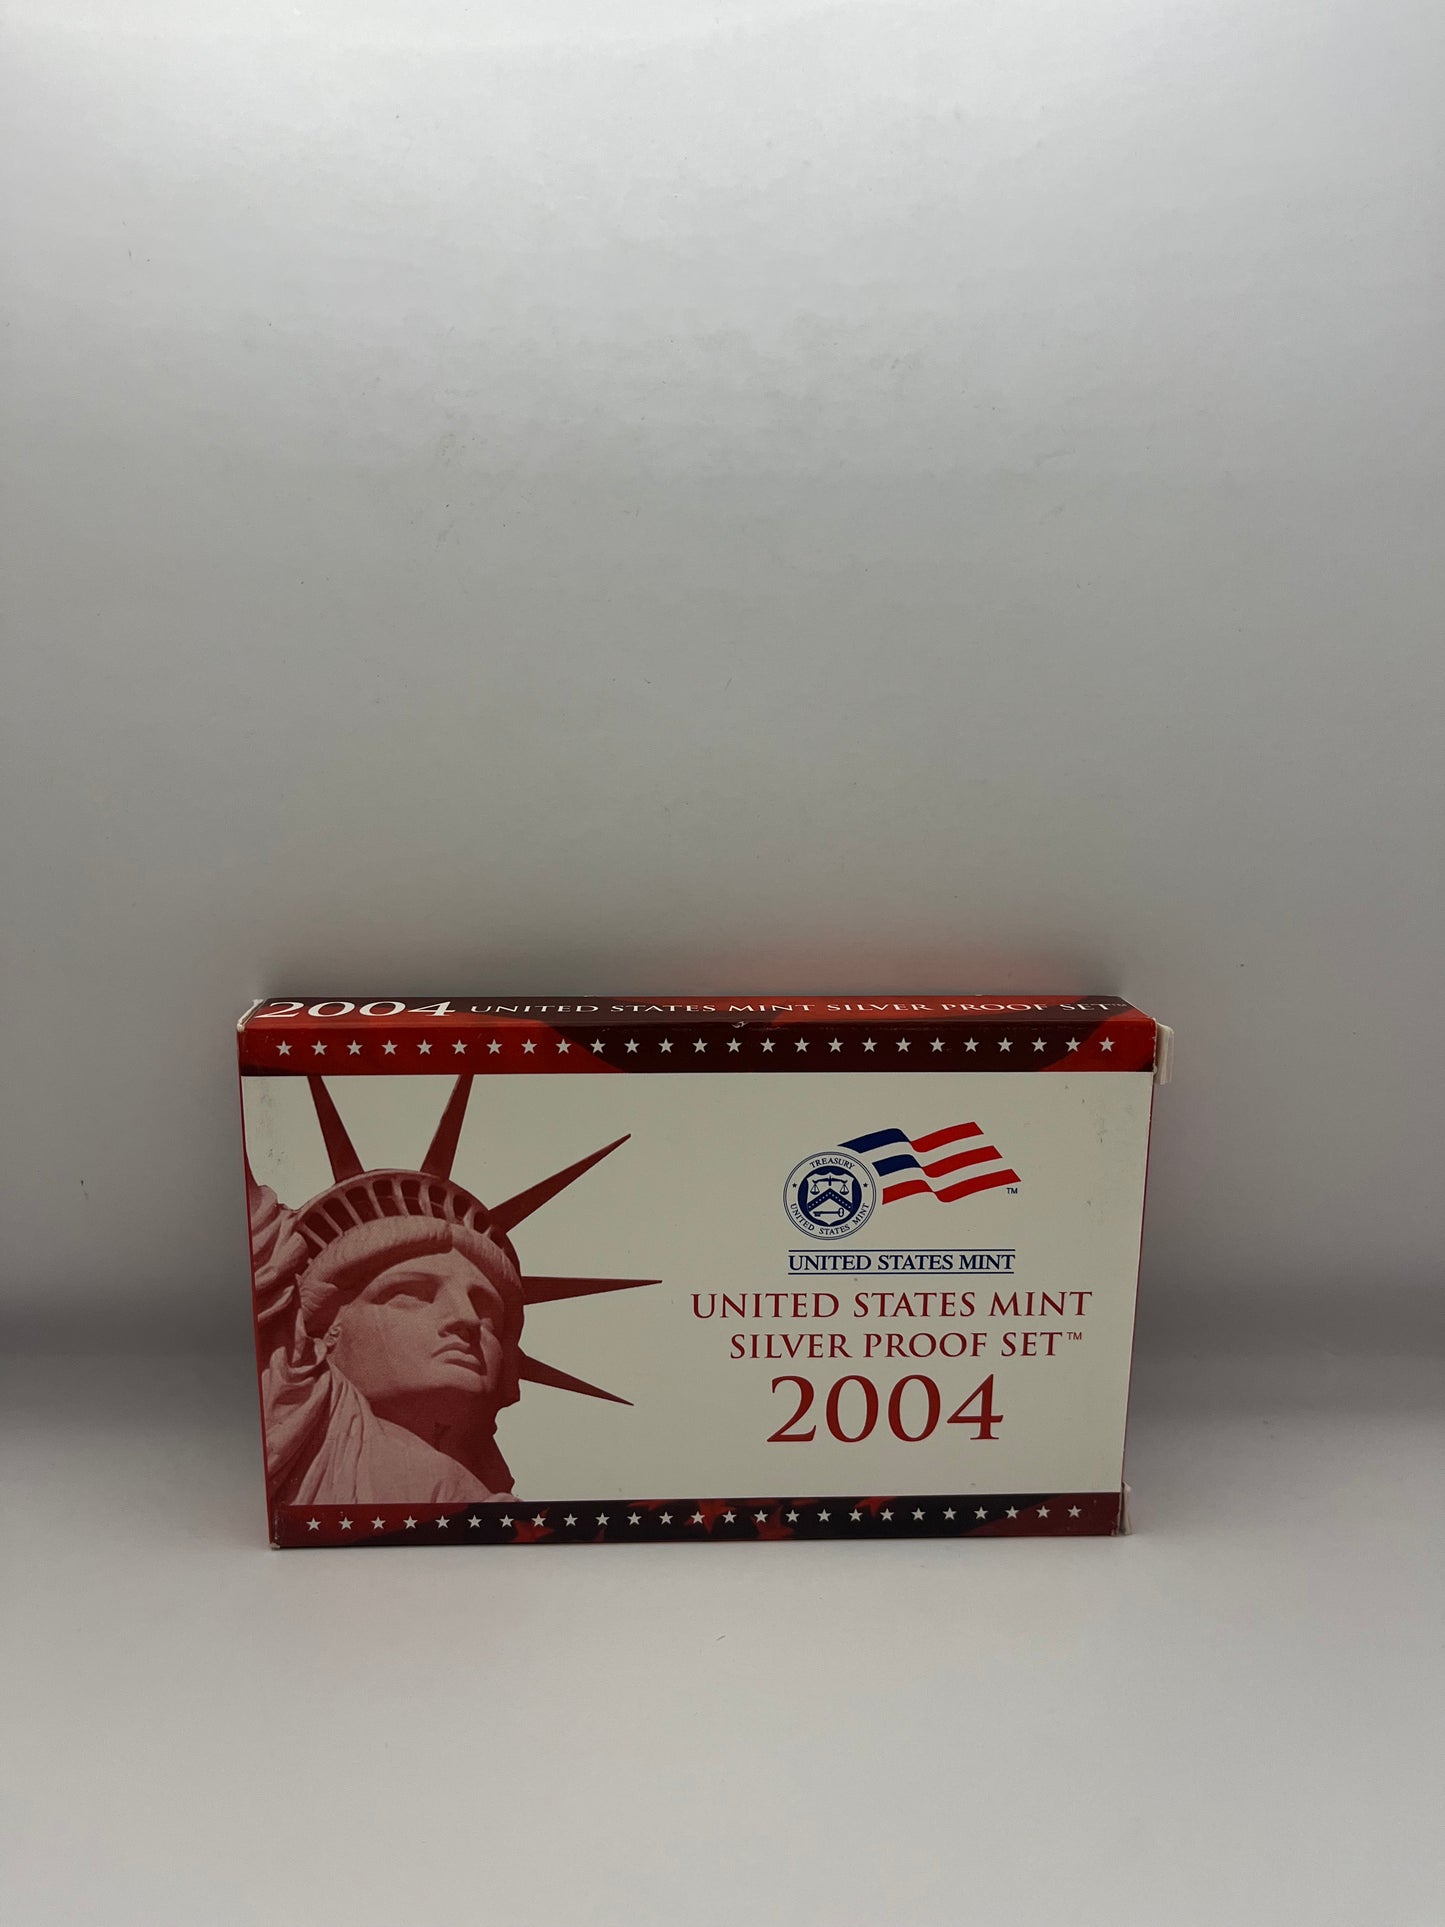 2004 UNITED STATES MINT SILVER PROOF SET™
TREASURY
UNITED STATES MINT
™
UNITED STATES MINT
UNITED STATES MINT
SILVER PROOF SET™
2004